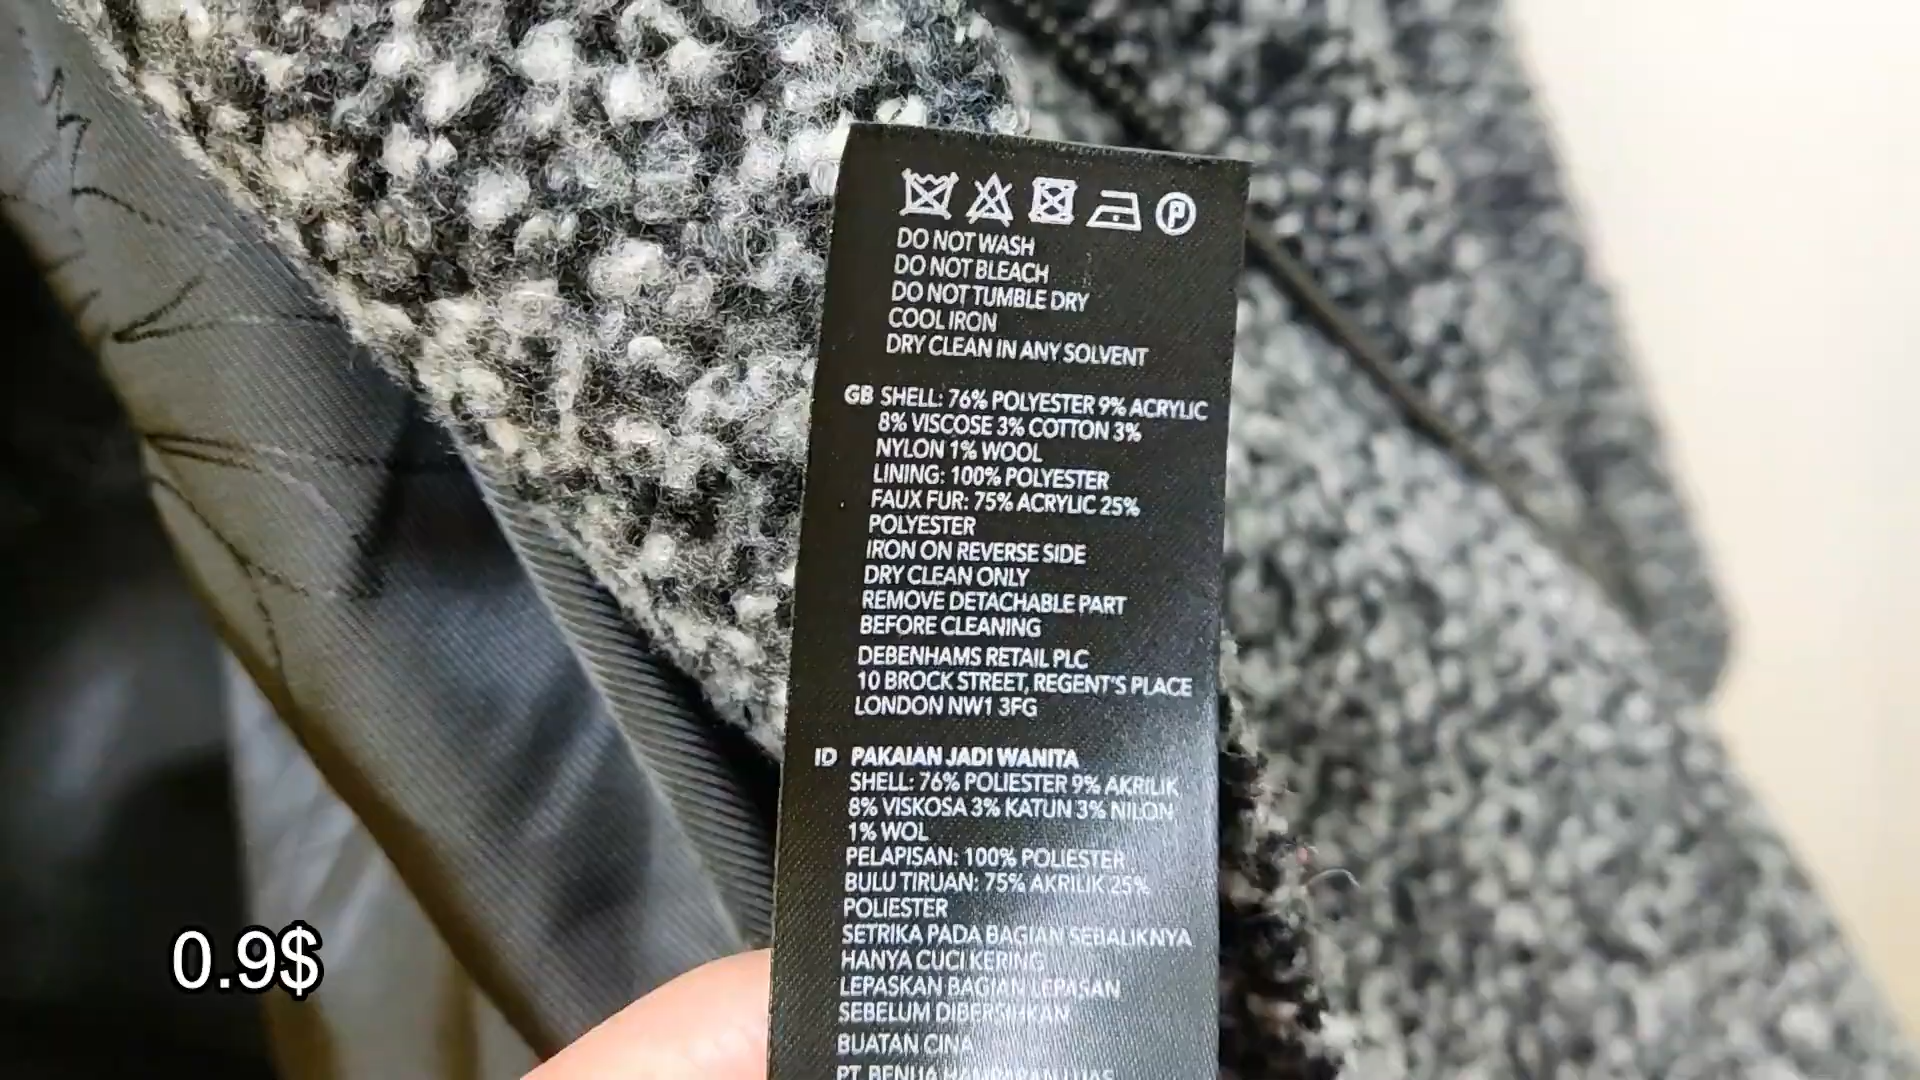 DO NOT WASH
DO NOT BLEACH
DO NOT TUMBLE DRY
COOL IRON
DRY CLEAN IN ANY SOLVENT
GB SHELL: 76% POLYESTER 9% ACRYLIC
8% VISCOSE 3% COTTON 3%
NYLON 1% WOOL
LINING: 100% POLYESTER
FAUX FUR: 75% ACRYLIC 25%
POLYESTER
IRON ON REVERSE SIDE
DRY CLEAN ONLY
REMOVE DETACHABLE PART
BEFORE CLEANING
DEBENHAMS RETAIL PLC
10 BROCK STREET, REGENT'S PLACE
LONDON NW1 3FG
ID PAKAIAN JADI WANITA
SHELL: 76% POLIESTER 9% AKRILIK
8% VISKOSA 3% KATUN 3% NILON
1% WOL
PELAPISAN: 100% POLIESTER
BULU TIRUAN: 75% AKRILIK 25%
POLIESTER
SETRIKA PADA BAGIAN SEBALIKNYA
HANYA CUCI KERING
LEPASKAN BAGIAN LEPASAN
SEBELUM DIBERSIHKAN
BUATAN CINA
PT. BENUA
0.9$